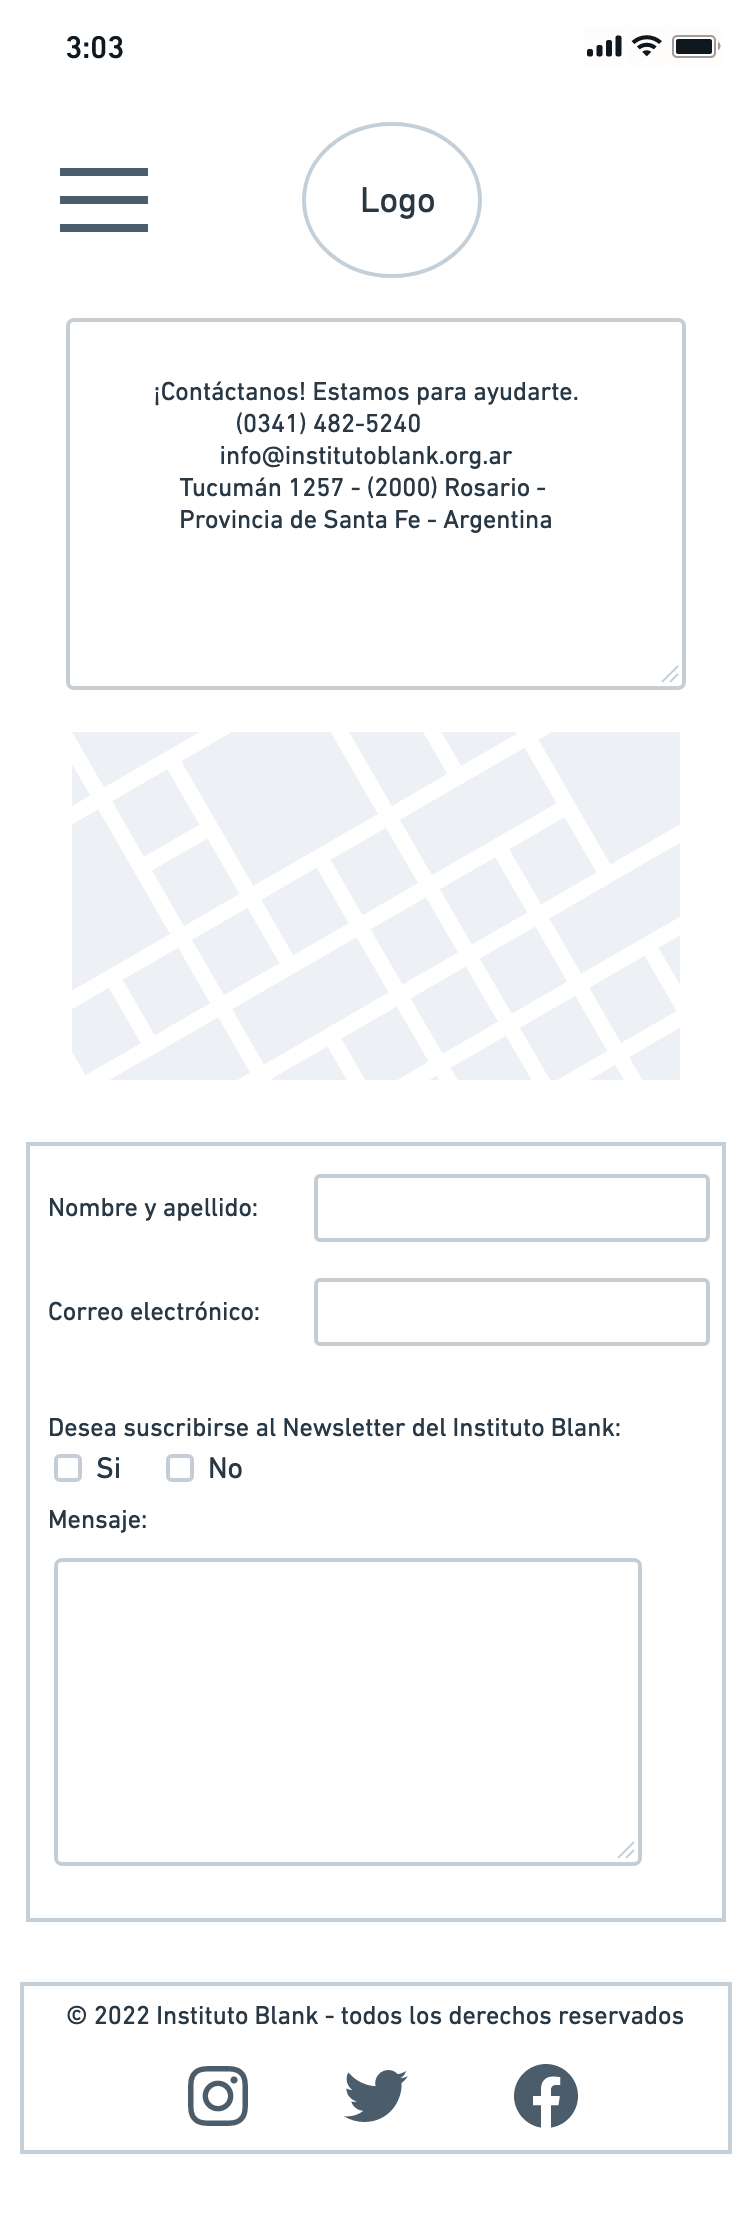 3:03
Logo
¡Contáctanos! Estamos para ayudarte.
(0341) 482-5240
info@institutoblank.org.ar
Tucumán 1257 - (2000) Rosario -
Provincia de Santa Fe - Argentina
Nombre y apellido:
Correo electrónico:
Desea suscribirse al Newsletter del Instituto Blank:
Si No
Mensaje:
© 2022 Instituto Blank - todos los derechos reservados